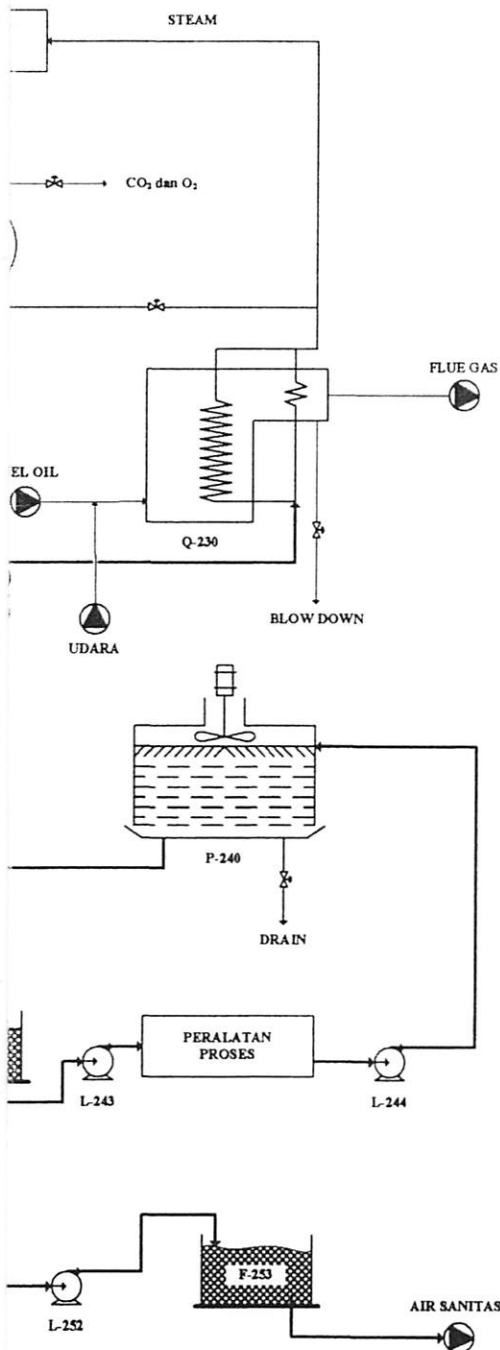 STEAM
CO₂ dan O₂
FLUE GAS
EL OIL
Q-230
BLOW DOWN
UDARA
P-240
DRAIN
PERALATAN
PROSES
L-243
L-244
F-253
AIR SANITAS
L-252